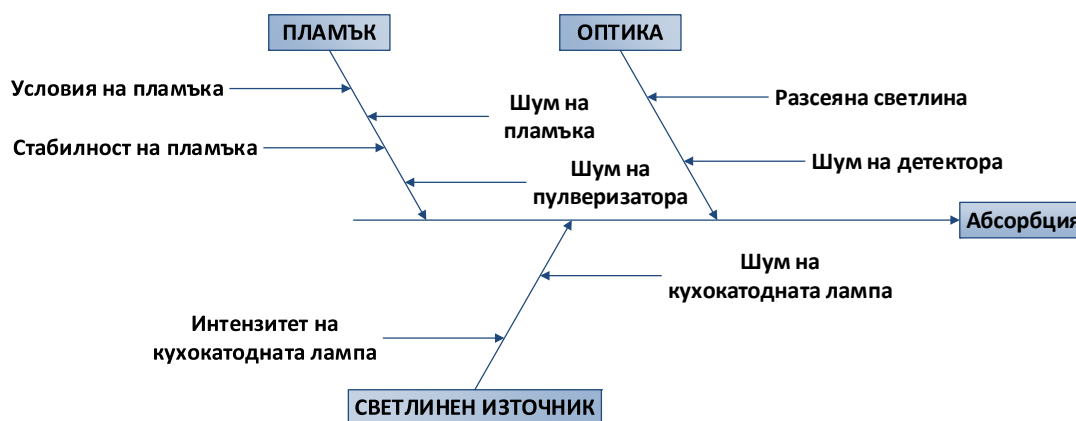 ПЛАМЪК
ОПТИКА
Условия на пламъка
Шум на
пламъка
Разсеяна светлина
Стабилност на пламъка
Шум на
пулверизатора
Шум на детектора
Абсорбция
Шум на
кухокатодната лампа
Интензитет на
кухокатодната лампа
СВЕТЛИНЕН ИЗТОЧНИК